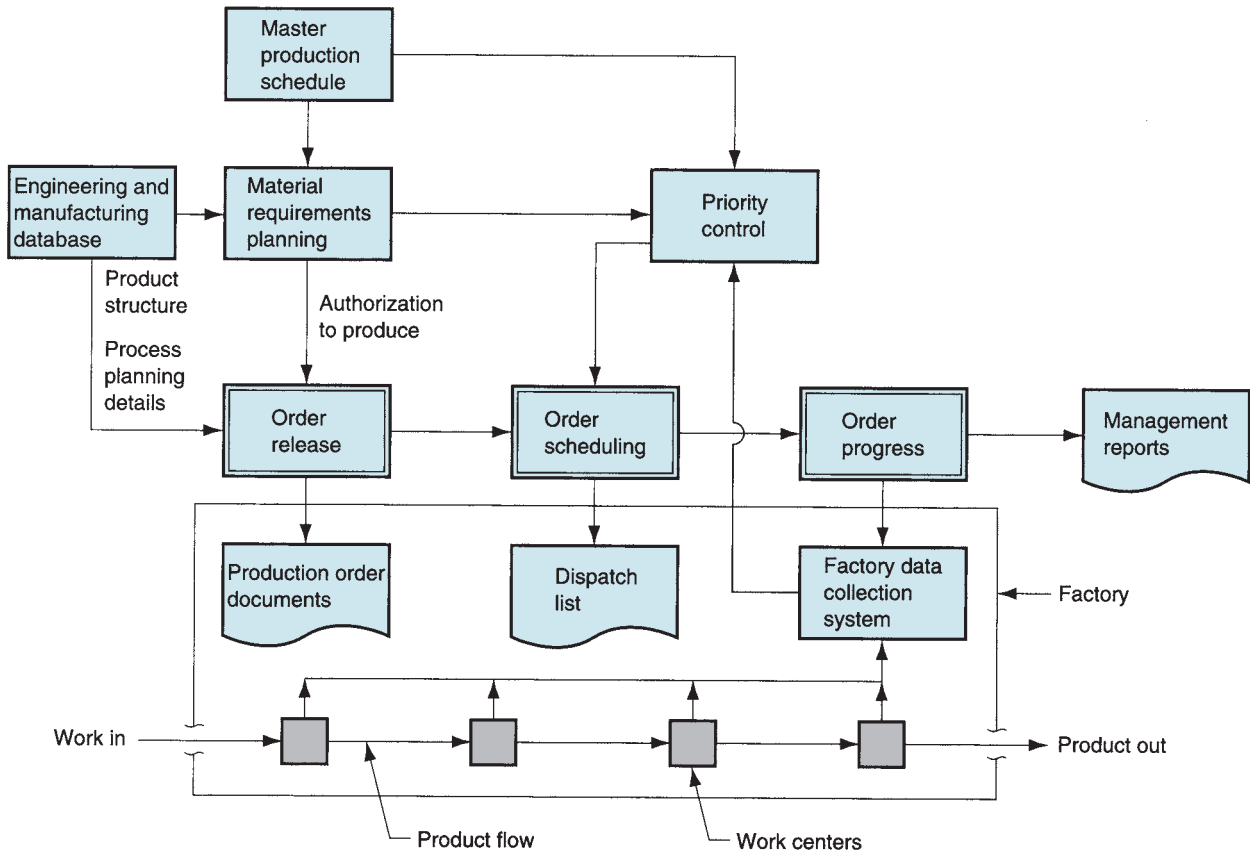 Master
production
schedule
Engineering and
manufacturing
database
Material
requirements
planning
Priority
control
Product
structure
Authorization
to produce
Process
planning
details
Order
release
Order
scheduling
Order
progress
Management
reports
Production order
documents
Dispatch
list
Factory data
collection
system
Factory
Work in
Product out
Product flow
Work centers